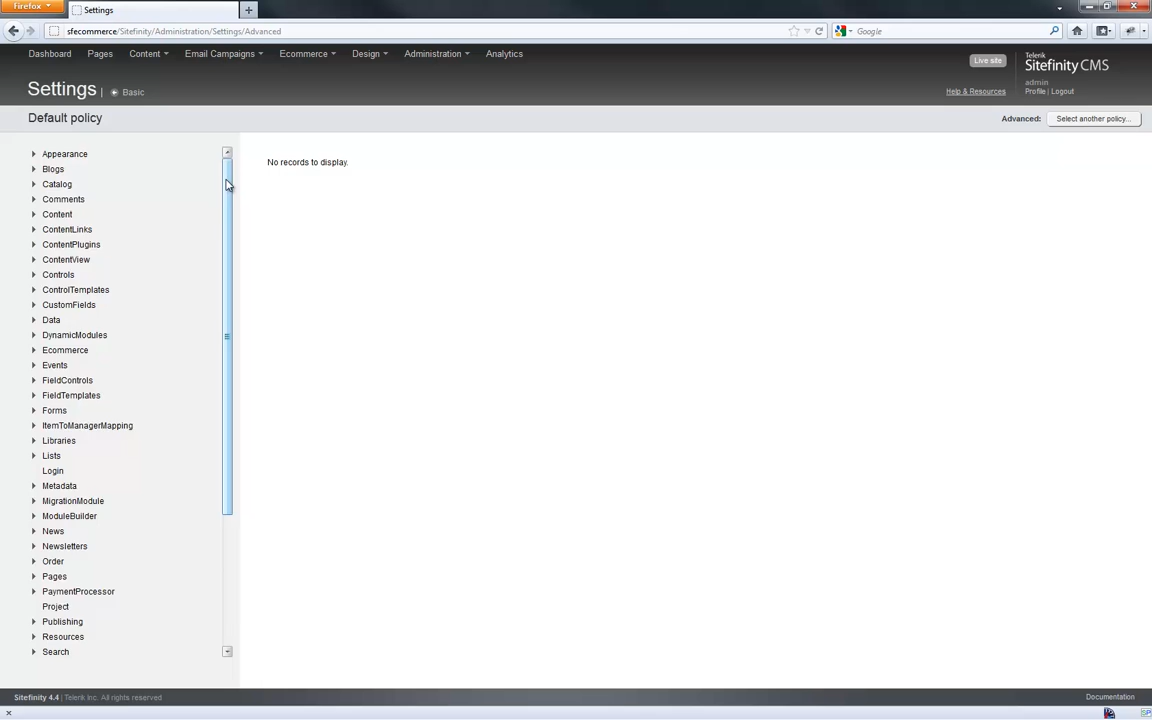 Firefox
Settings
sfecommerce/Sitefinity/Administration/Settings/Advanced
Google
Dashboard Pages Content Email Campaigns Ecommerce Design Administration Analytics
Live site
Telerik
Sitefinity CMS
admin
Settings | Basic
Help & Resources
Profile | Logout
Default policy
Advanced: Select another policy...
Appearance
No records to display.
Blogs
Catalog
Comments
Content
ContentLinks
ContentPlugins
ContentView
Controls
ControlTemplates
CustomFields
Data
DynamicModules
Ecommerce
Events
FieldControls
FieldTemplates
Forms
ItemToManagerMapping
Libraries
Lists
Login
Metadata
MigrationModule
ModuleBuilder
News
Newsletters
Order
Pages
PaymentProcessor
Project
Publishing
Resources
Search
Sitefinity 4.4 | Telerik Inc. All rights reserved
Documentation